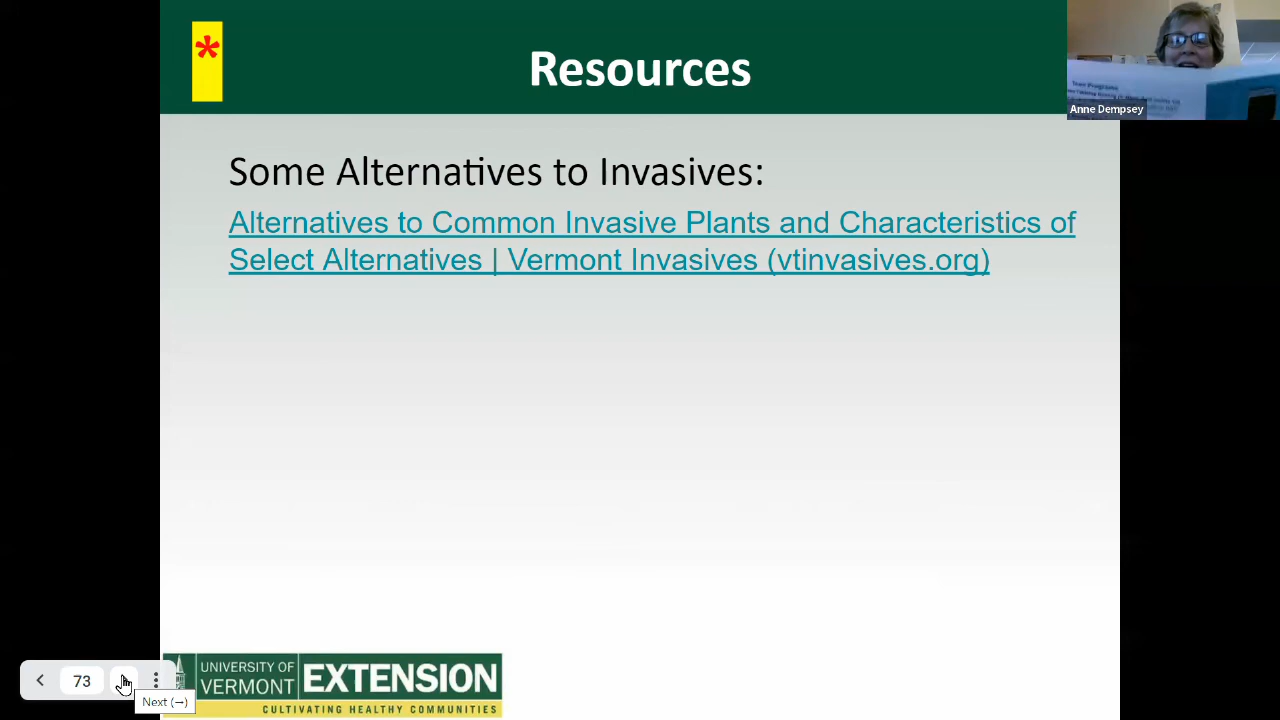 *
Resources
Some Alternatives to Invasives:
Alternatives to Common Invasive Plants and Characteristics of
Select Alternatives | Vermont Invasives (vtinvasives.org)
Anne Dempsey
73
Next (→)
UNIVERSITY OF
VERMONT
EXTENSION
CULTIVATING HEALTHY COMMUNITIES